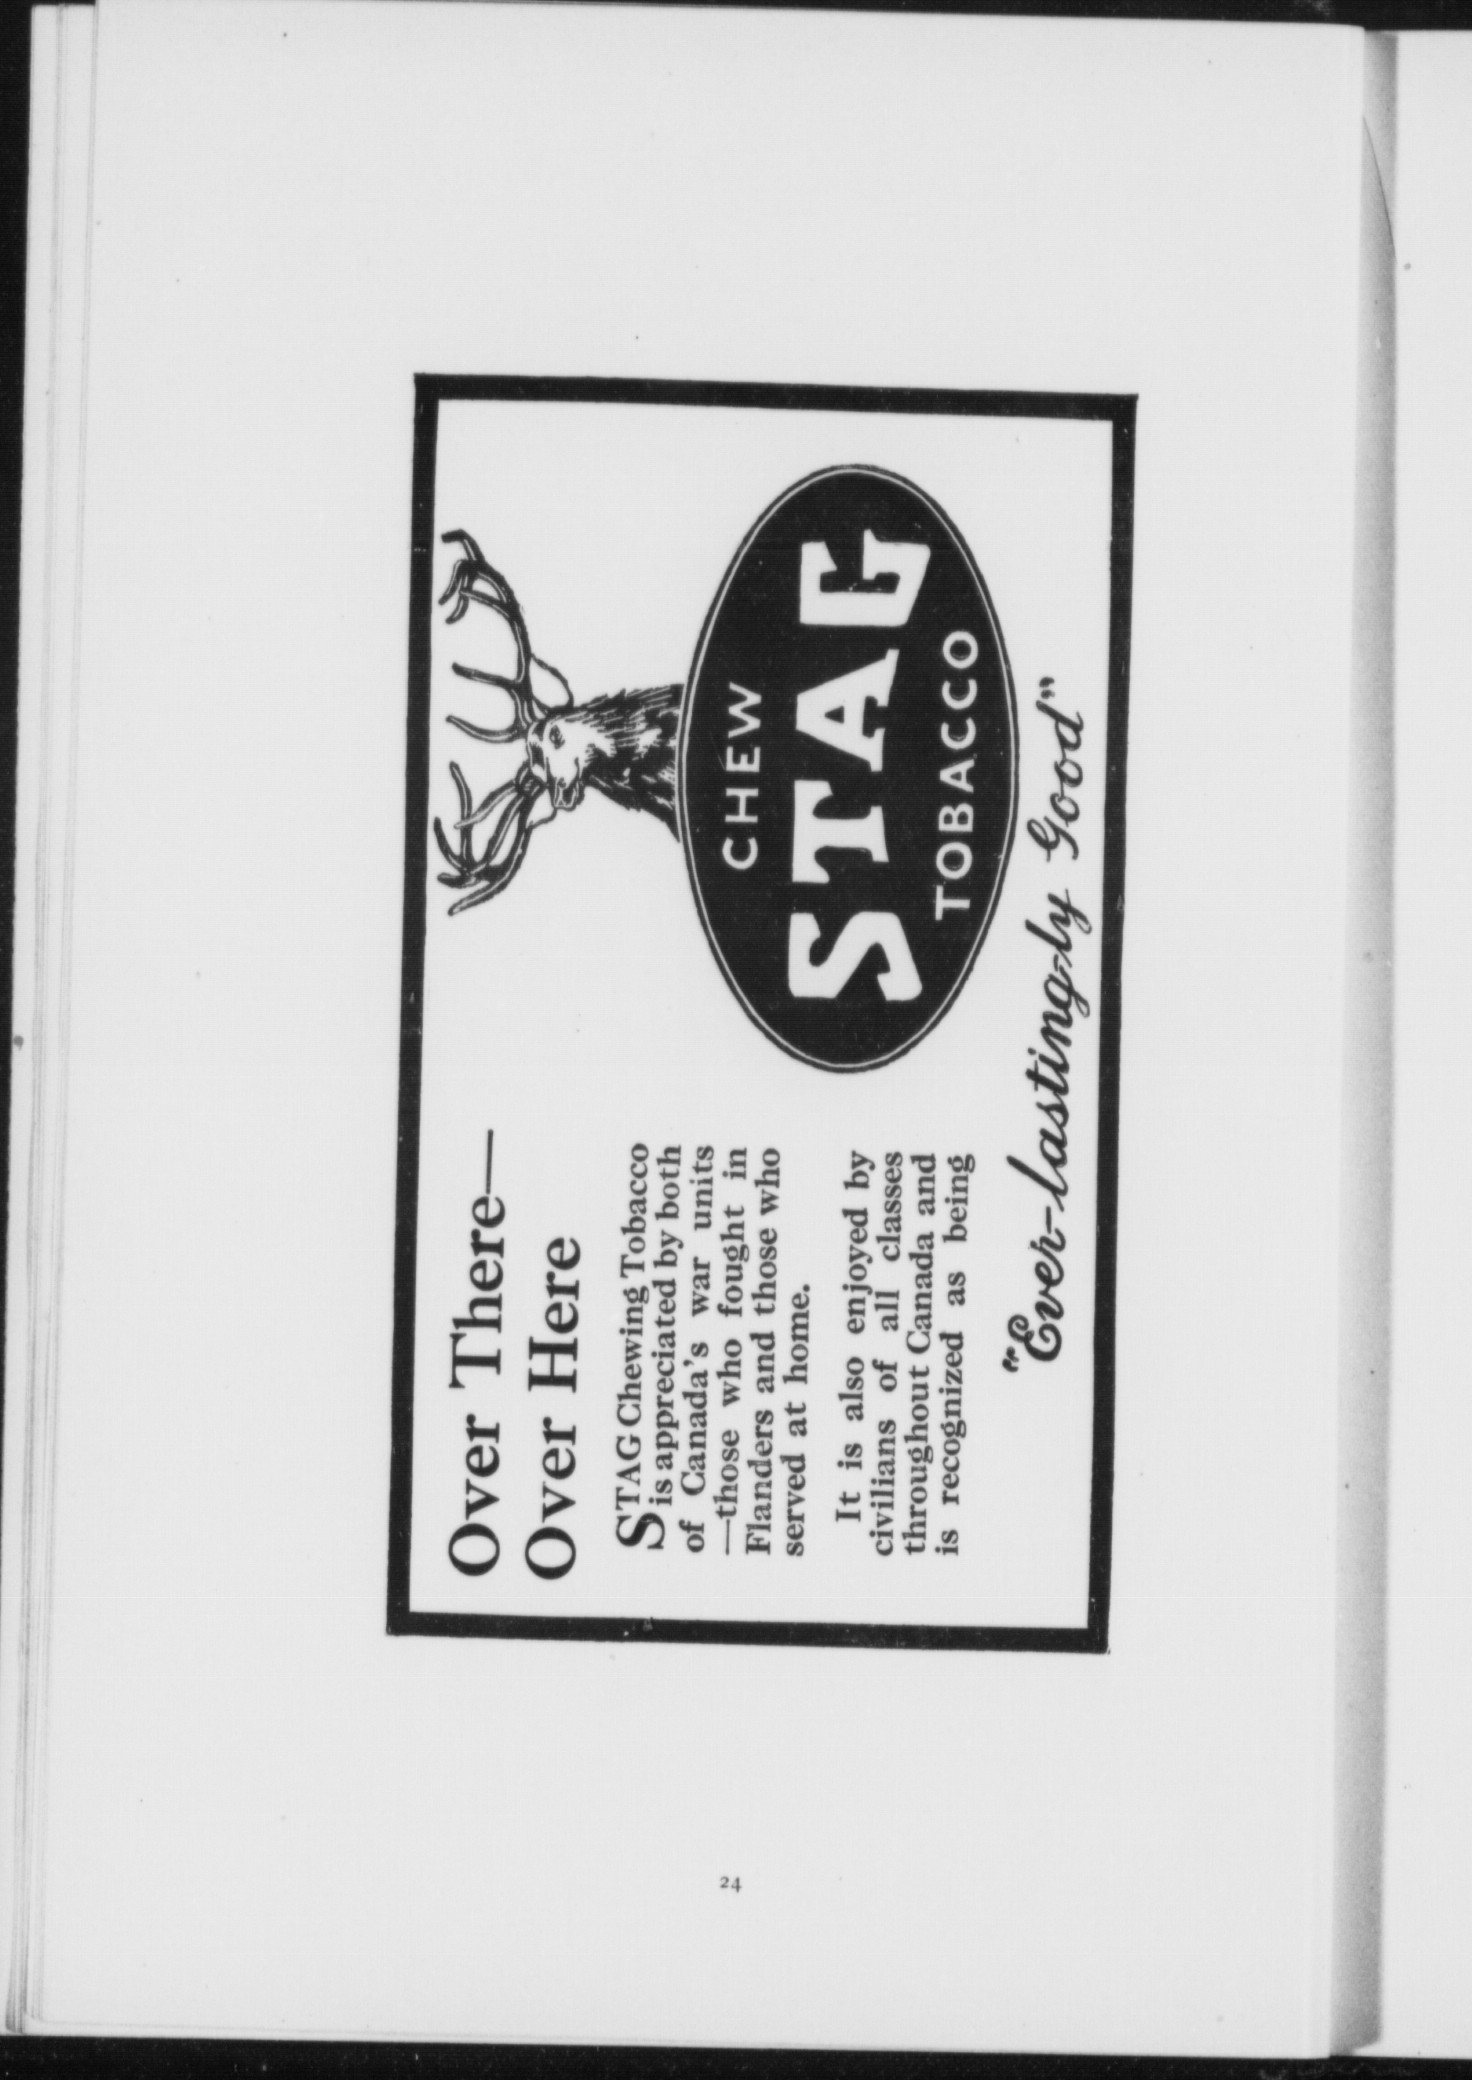 Over There—
Over Here
STAG Chewing Tobacco
is appreciated by both
of Canada's war units
—those who fought in
Flanders and those who
served at home.
It is also enjoyed by
civilians of all classes
throughout Canada and
is recognized as being
CHEW
STAG
TOBACCO
"Ever-lasting-ly Good"
24